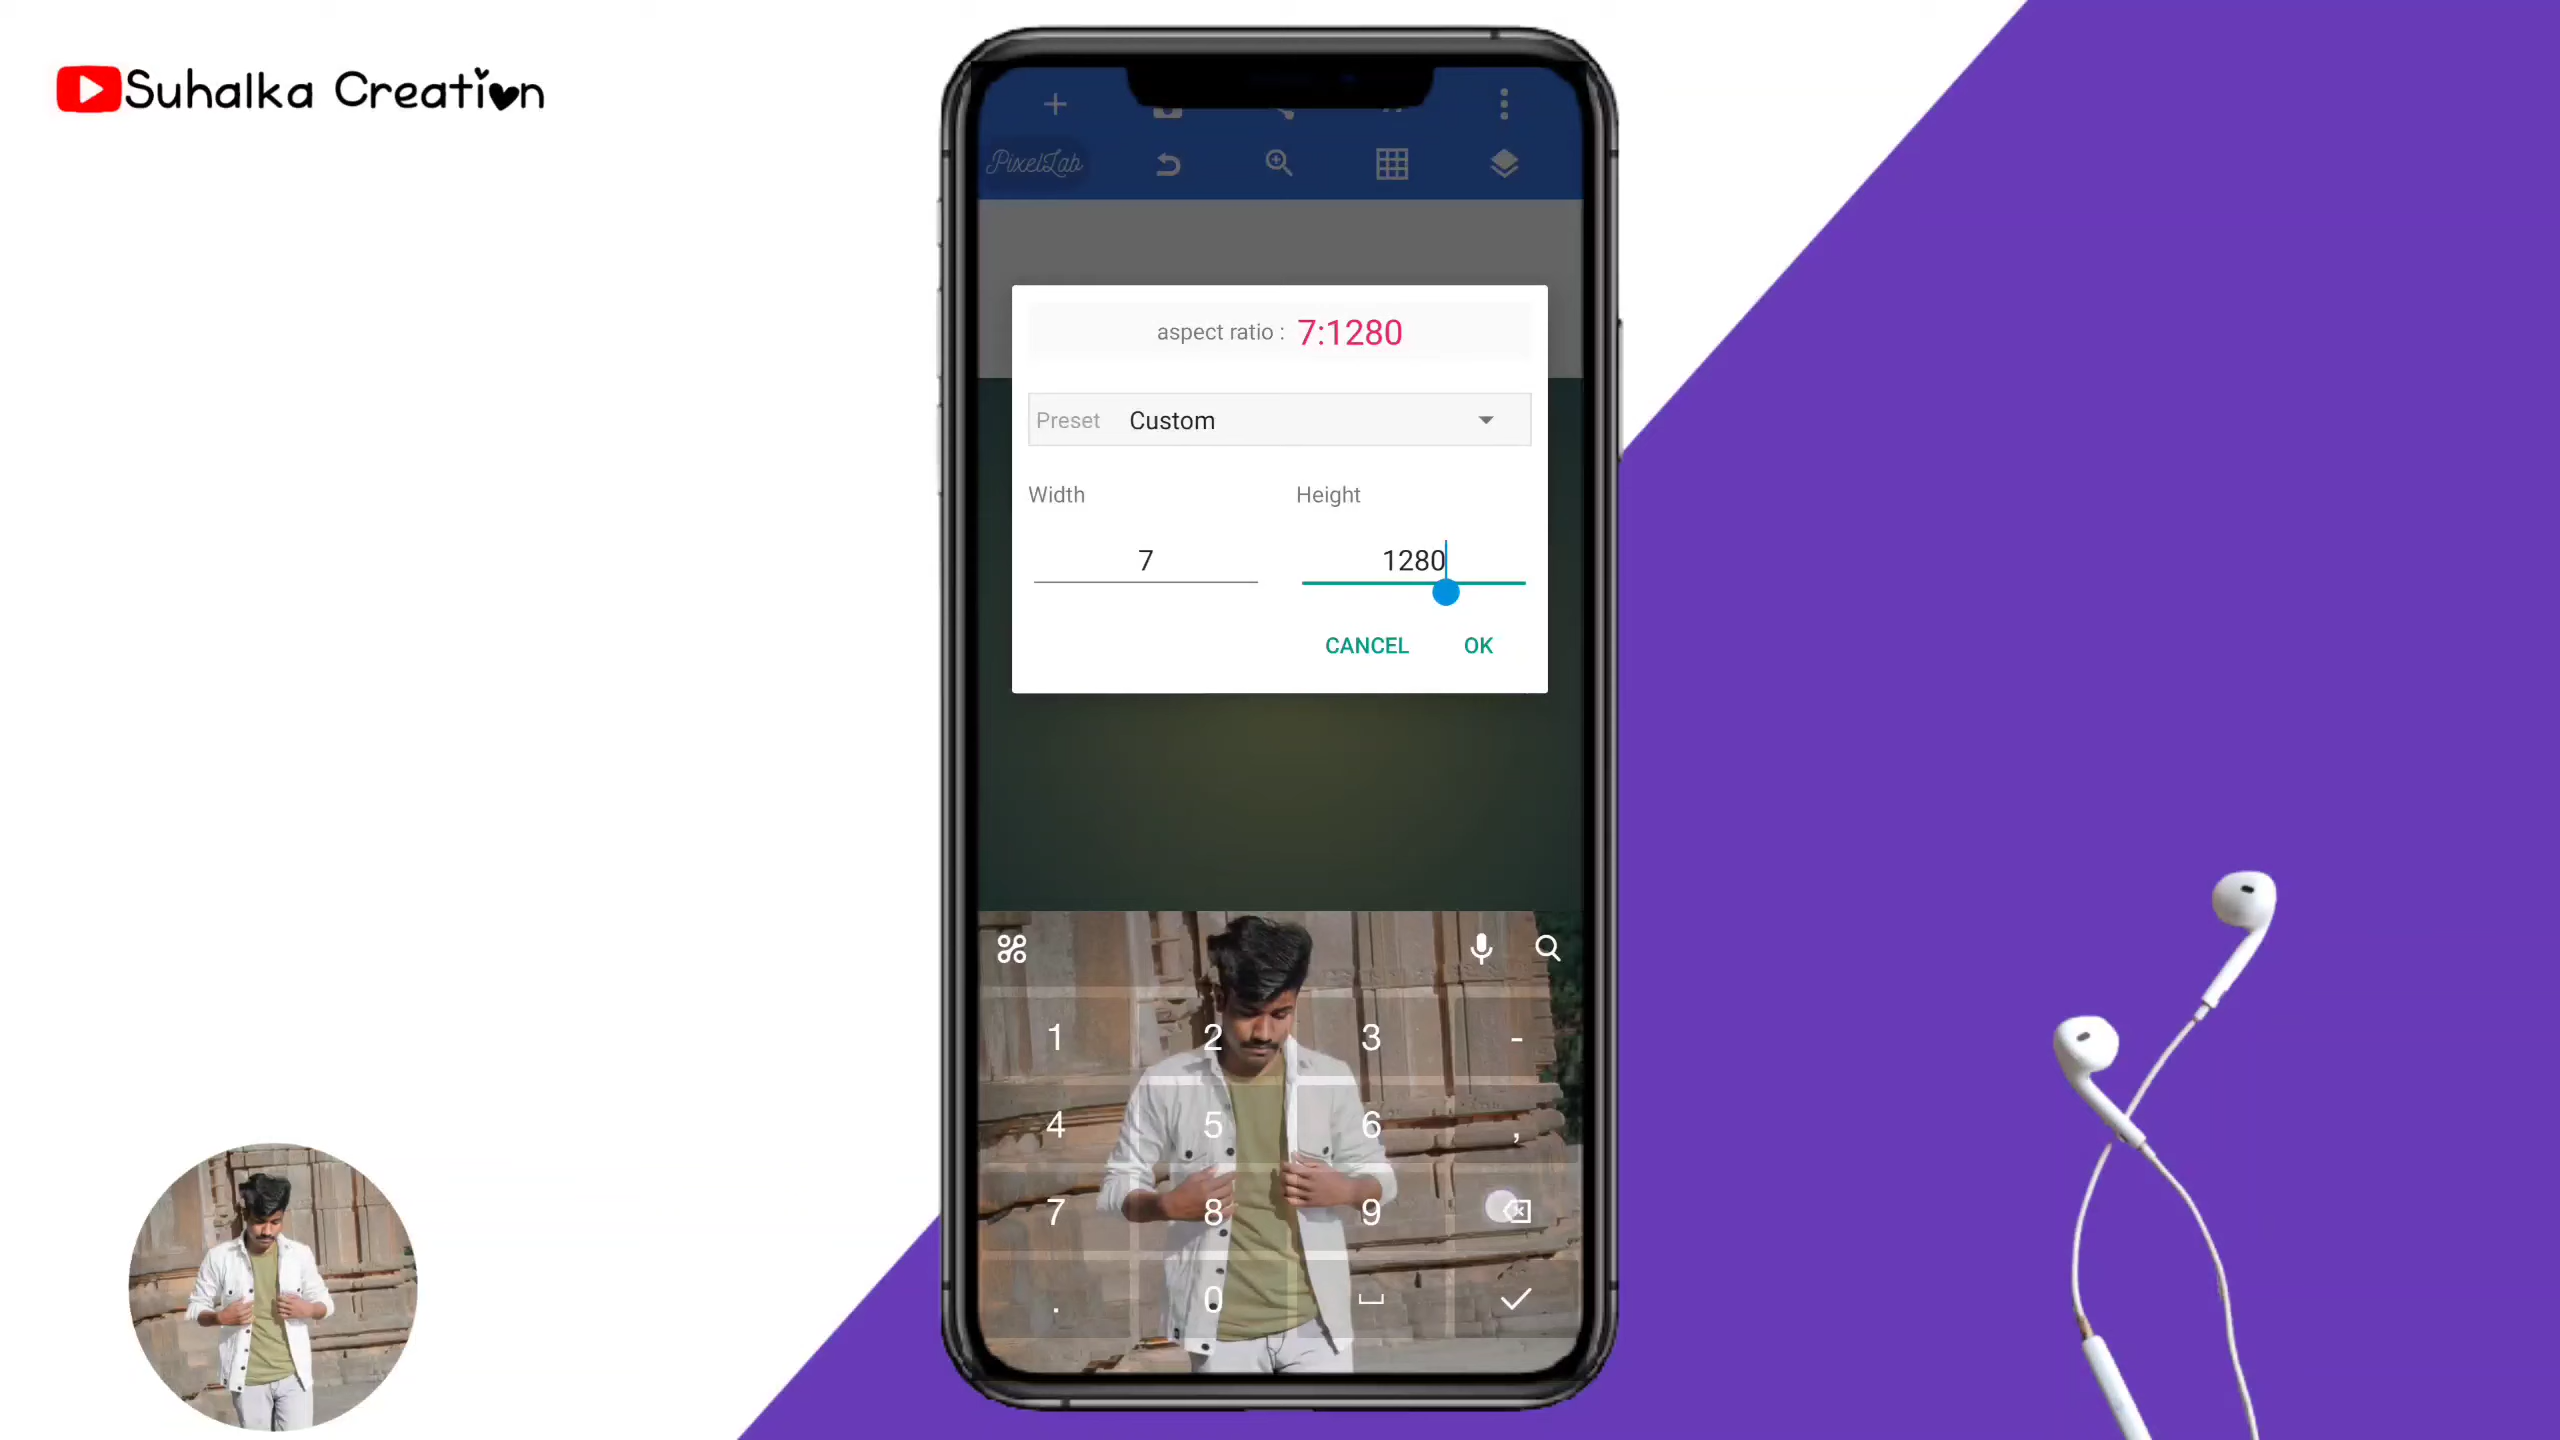 Suhalka Creation
PixelLab
aspect ratio : 7:1280
Preset Custom
Width Height
7 1280
CANCEL OK
1 2 3 -
4 5 6 ,
7 8 9
. 0